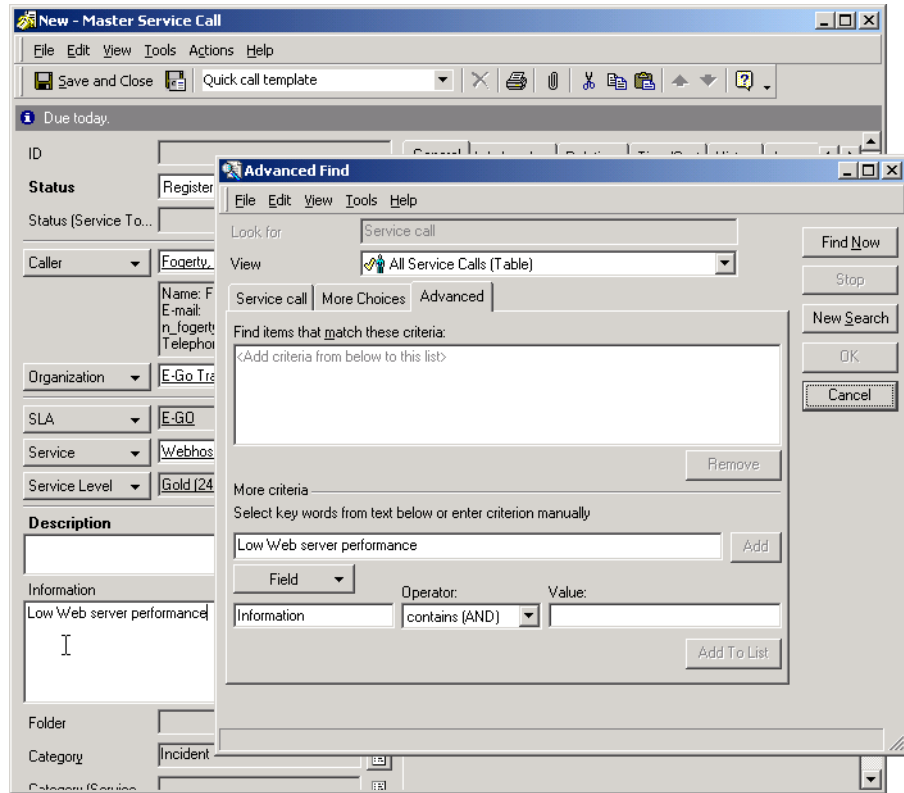 New - Master Service Call
File Edit View Tools Actions Help
Save and Close Quick call template
Due today.
ID
Status Register
Status (Service To...
Caller Fogerty,
Name: F
E-mail:
n_fogerty
Telephor
Organization E-Go Tra
SLA E-GO
Service Webhos
Service Level Gold (24
Description
Information
Low Web server performance
Folder
Category Incident
General
Advanced Find
File Edit View Tools Help
Look for Service call
View All Service Calls (Table)
Service call More Choices Advanced
Find items that match these criteria:
<Add criteria from below to this list>
Remove
More criteria
Select key words from text below or enter criterion manually
Low Web server performance Add
Field Operator: Value:
Information contains (AND)
Add To List
Find Now
Stop
New Search
OK
Cancel